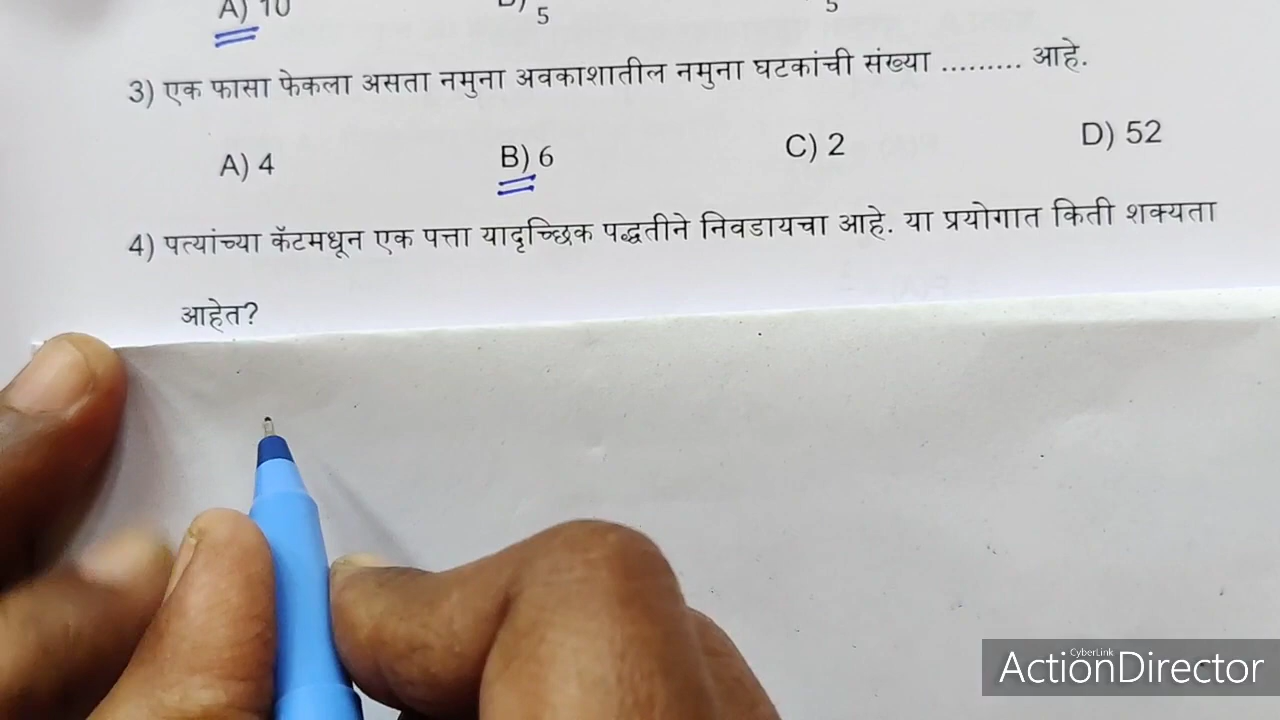 A) 10 5 5
3) एक फासा फेकला असता नमुना अवकाशातील नमुना घटकांची संख्या ......... आहे.
A) 4 B) 6 C) 2 D) 52
4) पत्यांच्या कॅटमधून एक पत्ता यादृच्छिक पद्धतीने निवडायचा आहे. या प्रयोगात किती शक्यता
आहेत?
CyberLink
ActionDirector